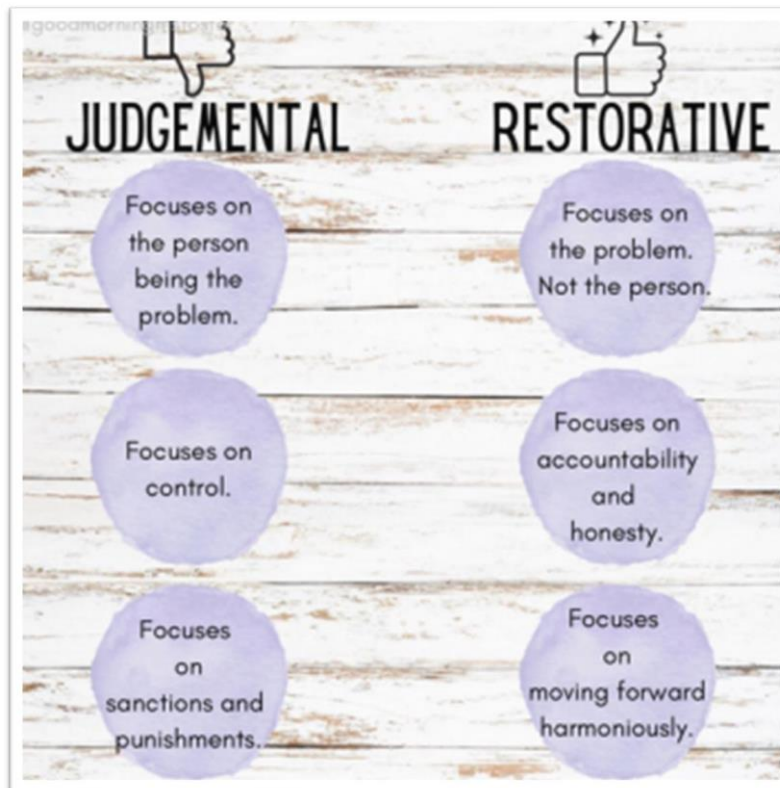 JUDGEMENTAL
Focuses on
the person
being the
problem.
Focuses on
control.
Focuses
on
sanctions and
punishments.
RESTORATIVE
Focuses on
the problem.
Not the person.
Focuses on
accountability
and
honesty.
Focuses
on
moving forward
harmoniously.